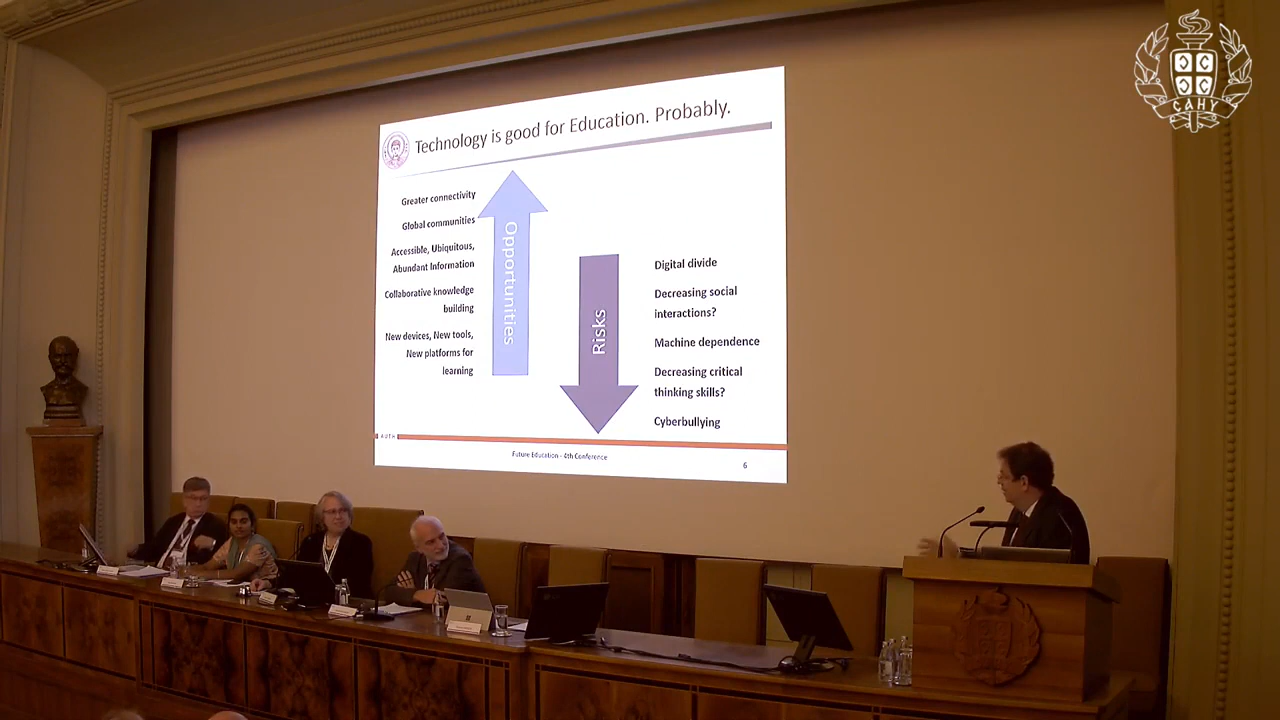 Technology is good for Education. Probably.
Greater connectivity
Global communities
Accessible, Ubiquitous,
Abundant Information
Collaborative knowledge
building
New devices, New tools,
New platforms for
learning
Opportunities
Risks
Digital divide
Decreasing social
interactions?
Machine dependence
Decreasing critical
thinking skills?
Cyberbullying
AUTH
Future Education - 4th Conference
6
САНУ